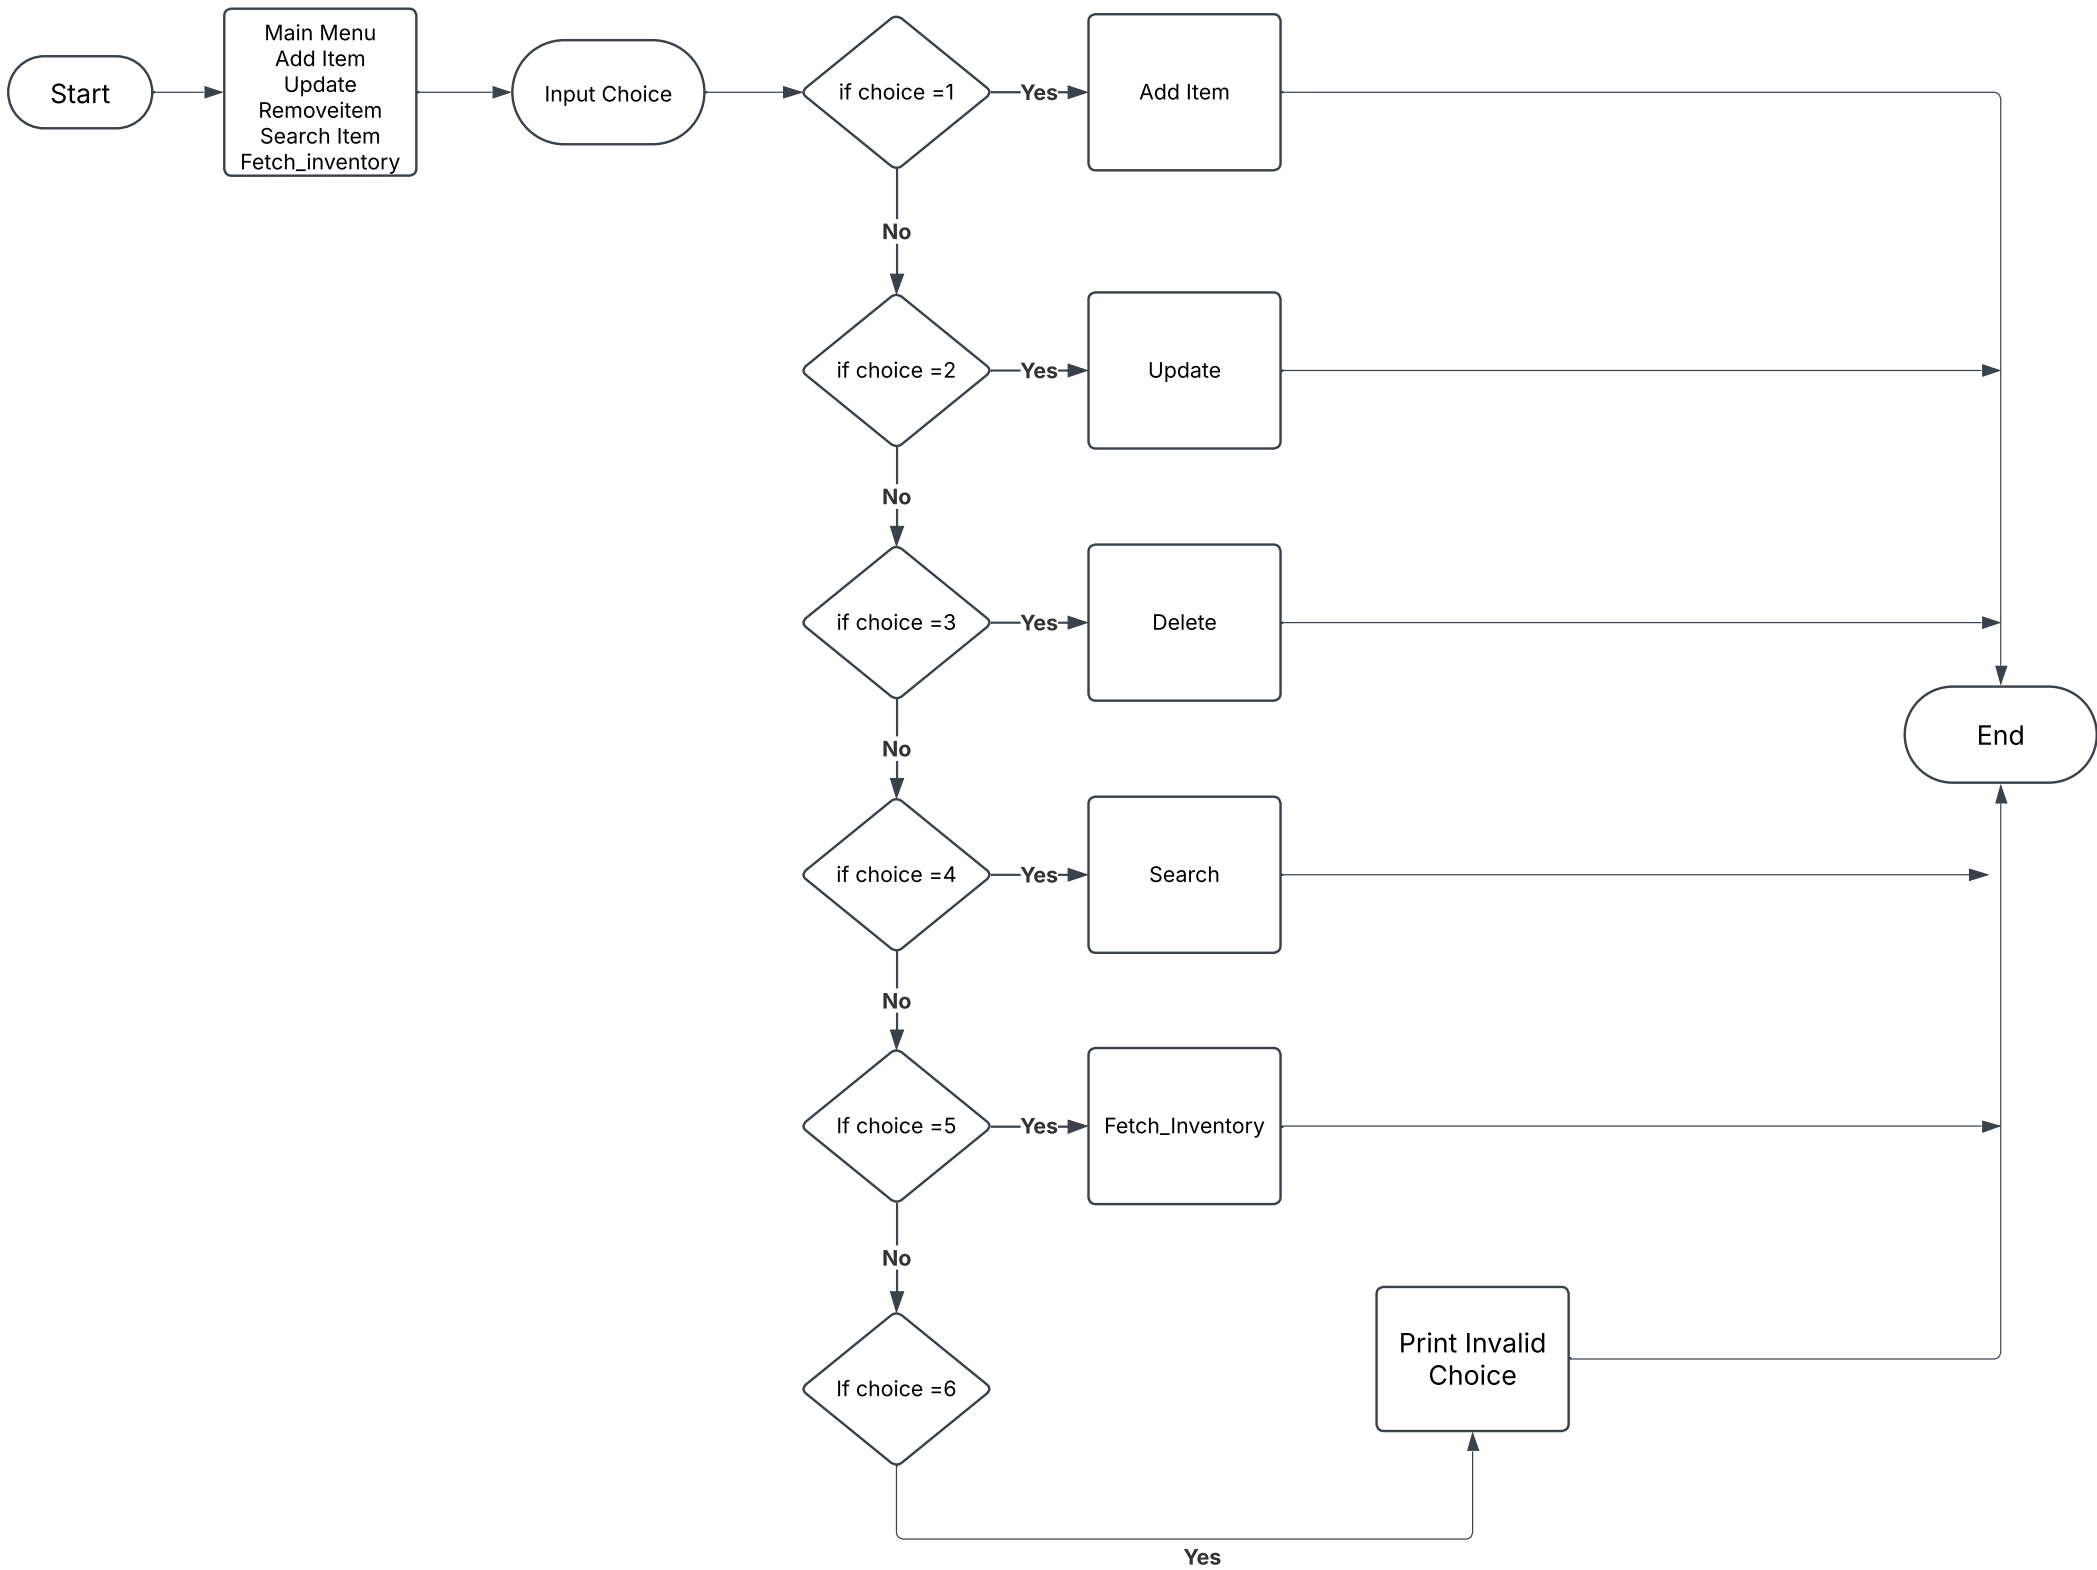 Start
Main Menu
Add Item
Update
Removeitem
Search Item
Fetch_inventory
Input Choice
if choice =1
Yes
Add Item
No
if choice =2
Yes
Update
No
if choice =3
Yes
Delete
No
End
if choice =4
Yes
Search
No
If choice =5
Yes
Fetch_Inventory
No
If choice =6
Print Invalid
Choice
Yes